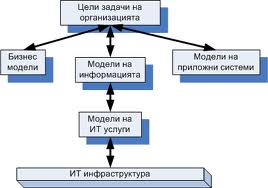 Цели задачи на
организацията
Бизнес
модели
Модели на
информацията
Модели на
приложни системи
Модели на
ИТ услуги
ИТ инфраструктура